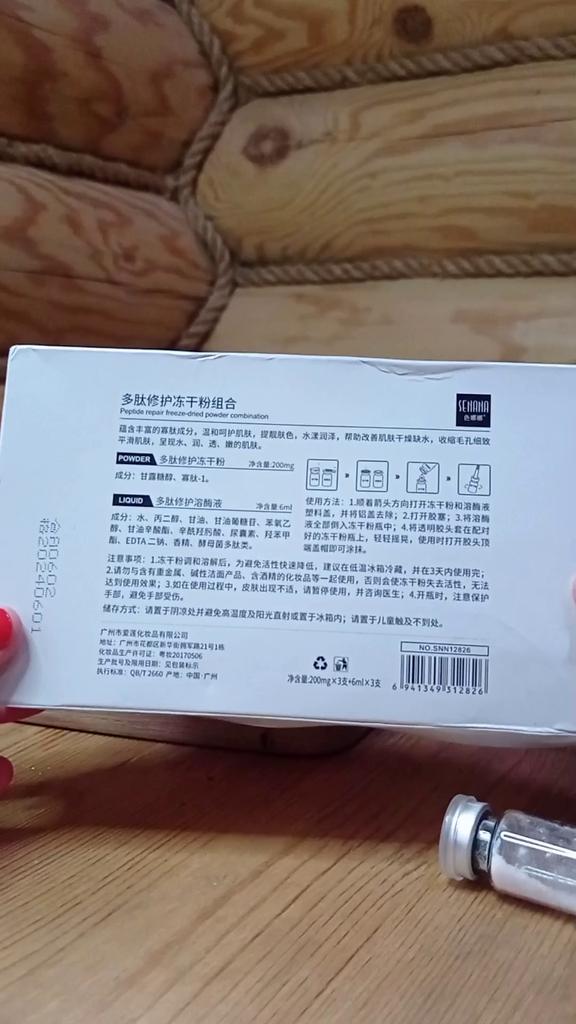 多肽修护冻干粉组合
Peptide repair freeze-dried powder combination
SENANA
色娜娜
蕴含丰富的寡肽成分，温和呵护肌肤，提靓肤色，水漾润泽，帮助改善肌肤干燥缺水，收缩毛孔细致
平滑肌肤，呈现水、润、透、嫩的肌肤。
POWDER 多肽修护冻干粉 净含量:200mg
成分：甘露糖醇、寡肽-1。
LIQUID 多肽修护溶酶液 净含量:6ml
成分：水、丙二醇、甘油、甘油葡糖苷、苯氧乙
醇、甘油辛酸酯、辛酰羟肟酸、尿囊素、羟苯甲
酯、EDTA二钠、香精、酵母菌多肽类。
使用方法：1.顺着箭头方向打开冻干粉和溶酶液
塑料盖，并将铝盖去除；2.打开胶塞；3.将溶酶
液全部倒入冻干粉瓶中；4.将透明胶头套在配对
好的冻干粉瓶上，轻轻摇晃，使用时打开胶头顶
端盖帽即可涂抹。
注意事项：1.冻干粉调和溶解后，为避免活性快速降低，建议在低温冰箱冷藏，并在3天内使用完；
2.请勿与含有重金属、碱性洁面产品、含酒精的化妆品等一起使用，否则会使冻干粉失去活性，无法
达到使用效果；3.如在使用过程中，皮肤出现不适，请暂停使用，并咨询医生；4.开瓶时，注意保护
手部，避免手部受伤。
储存方式：请置于阴凉处并避免高温度及阳光直射或置于冰箱内；请置于儿童触及不到处。
广州市爱莲化妆品有限公司
地址：广州市花都区新华街拥军路21号1栋
化妆品生产许可证：粤妆20170506
生产批号及限用日期：见包装标示
执行标准：QB/T 2660 产地：中国·广州
净含量:200mg×3支+6ml×3支
NO.SNN12826
6 941349 312826
20240601